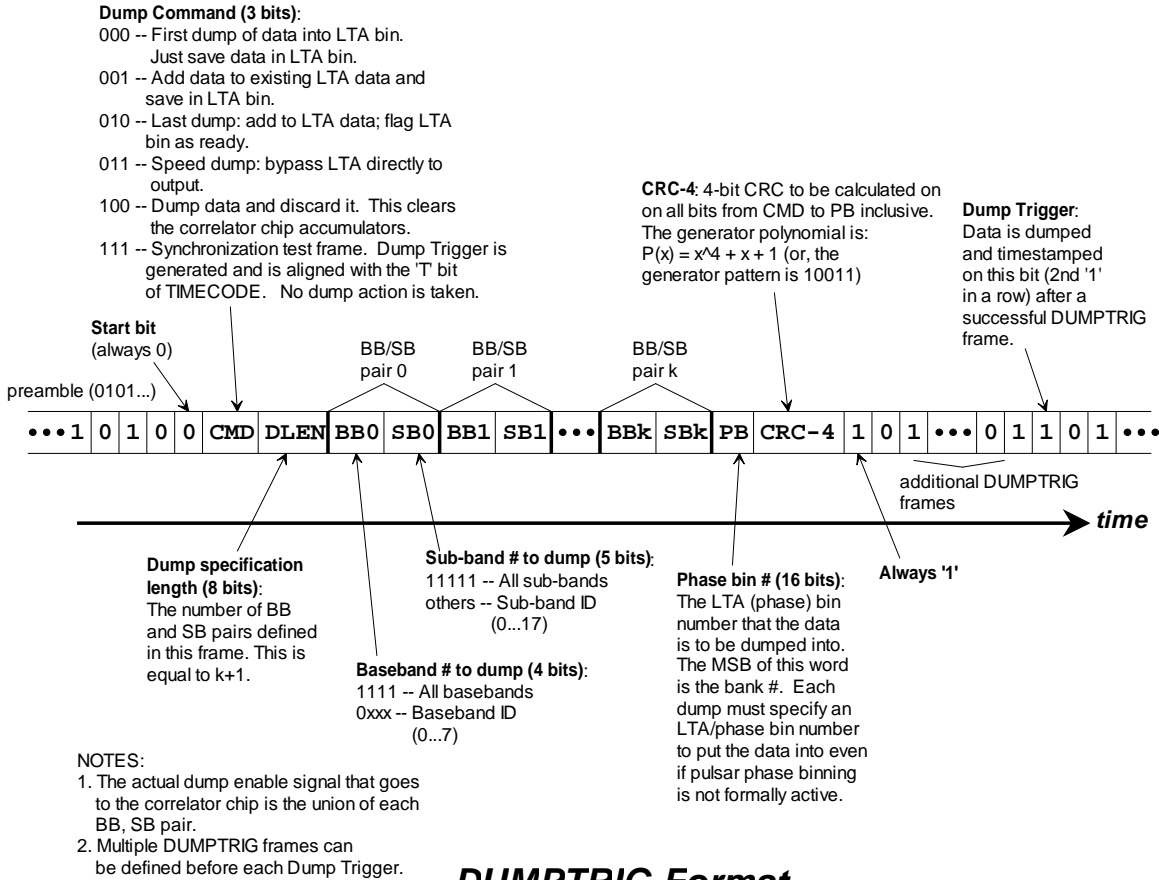 Dump Command (3 bits):
000 -- First dump of data into LTA bin.
Just save data in LTA bin.
001 -- Add data to existing LTA data and
save in LTA bin.
010 -- Last dump: add to LTA data; flag LTA
bin as ready.
011 -- Speed dump: bypass LTA directly to
output.
100 -- Dump data and discard it. This clears
the correlator chip accumulators.
111 -- Synchronization test frame. Dump Trigger is
generated and is aligned with the 'T' bit
of TIMECODE. No dump action is taken.
CRC-4: 4-bit CRC to be calculated on
on all bits from CMD to PB inclusive.
The generator polynomial is:
P(x) = x^4 + x + 1 (or, the
generator pattern is 10011)
Dump Trigger:
Data is dumped
and timestamped
on this bit (2nd '1'
in a row) after a
successful DUMPTRIG
frame.
Start bit
(always 0)
BB/SB
pair 0
BB/SB
pair 1
BB/SB
pair k
preamble (0101...)
•••1 0 1 0 0 CMD DLEN BB0 SB0 BB1 SB1 ••• BBk SBk PB CRC-4 1 0 1 ••• 0 1 1 0 1 •••
additional DUMPTRIG
frames
time
Dump specification
length (8 bits):
The number of BB
and SB pairs defined
in this frame. This is
equal to k+1.
Sub-band # to dump (5 bits):
11111 -- All sub-bands
others -- Sub-band ID
(0...17)
Baseband # to dump (4 bits):
1111 -- All basebands
0xxx -- Baseband ID
(0...7)
Phase bin # (16 bits):
The LTA (phase) bin
number that the data
is to be dumped into.
The MSB of this word
is the bank #. Each
dump must specify an
LTA/phase bin number
to put the data into even
if pulsar phase binning
is not formally active.
Always '1'
NOTES:
1. The actual dump enable signal that goes
to the correlator chip is the union of each
BB, SB pair.
2. Multiple DUMPTRIG frames can
be defined before each Dump Trigger.
DUMPTRIG Format